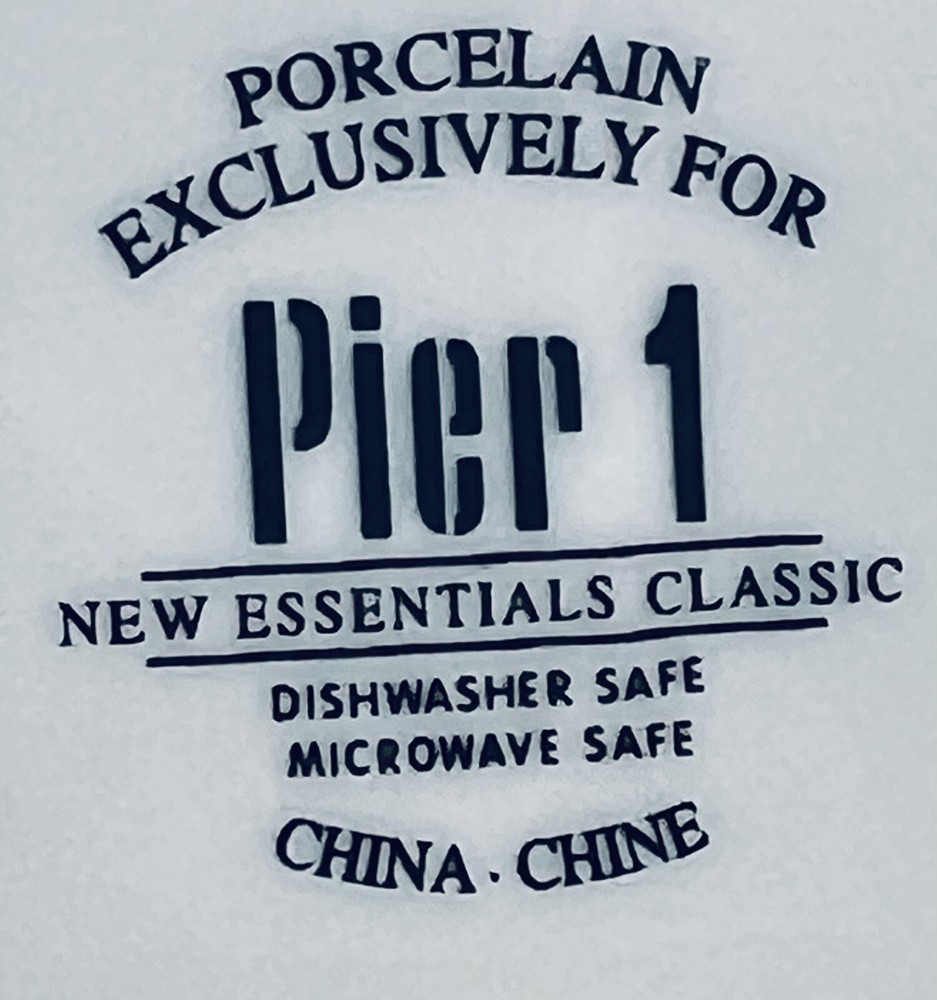 PORCELAIN
EXCLUSIVELY FOR
Pier 1
NEW ESSENTIALS CLASSIC
DISHWASHER SAFE
MICROWAVE SAFE
CHINA · CHINE